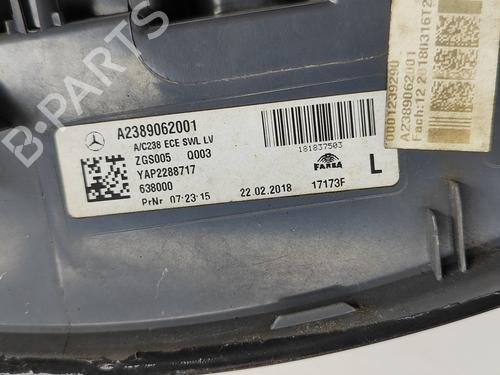 B-PARTS
A2389062001
A/C238 ECE SWL LV
ZGS005 Q003
YAP2288717
638000
PrNr 07:23:15
22.02.2018
181837503
FARBA
17173F
L
A2389062001